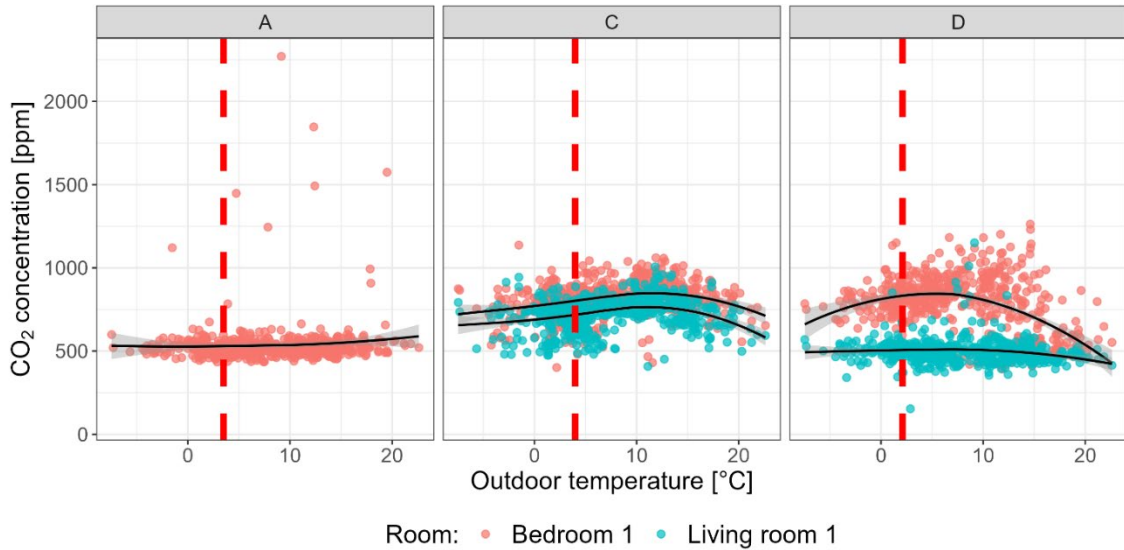 A C D
CO₂ concentration [ppm]
2000
1500
1000
500
0
0 10 20 0 10 20 0 10 20
Outdoor temperature [°C]
Room: Bedroom 1 Living room 1